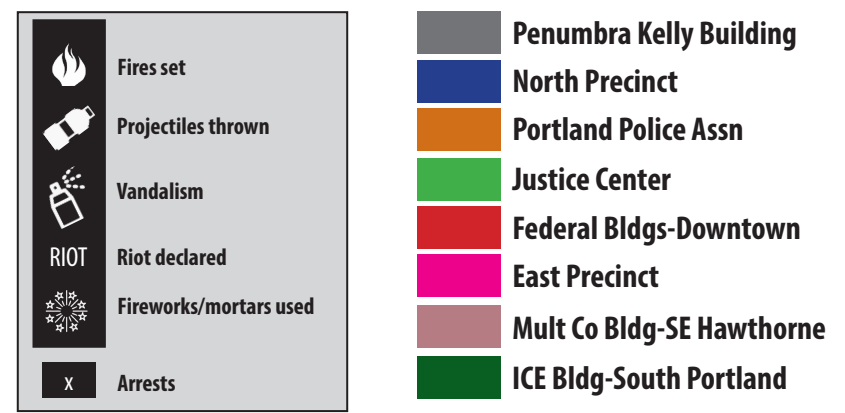 Fires set
Projectiles thrown
Vandalism
RIOT Riot declared
Fireworks/mortars used
x Arrests
Penumbra Kelly Building
North Precinct
Portland Police Assn
Justice Center
Federal Bldgs-Downtown
East Precinct
Mult Co Bldg-SE Hawthorne
ICE Bldg-South Portland